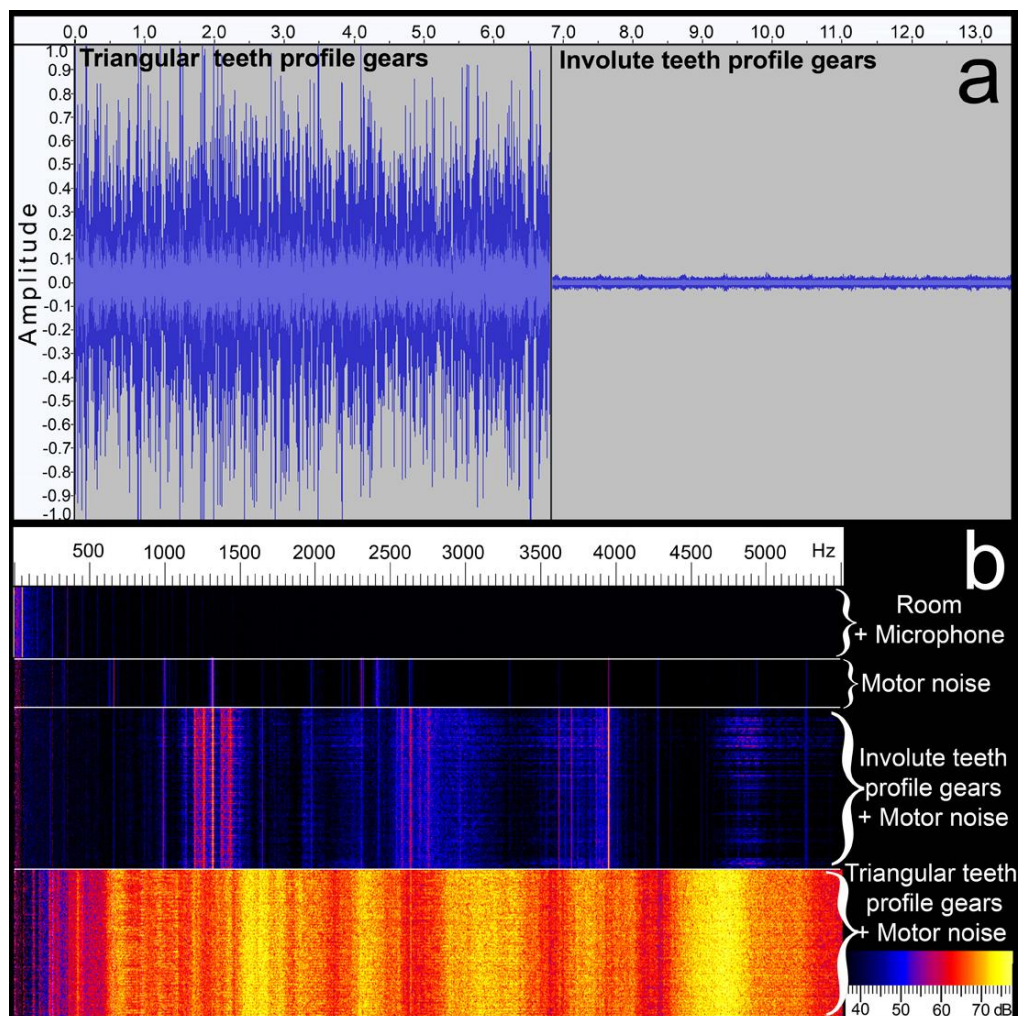 0.0 1.0 2.0 3.0 4.0 5.0 6.0 7.0 8.0 9.0 10.0 11.0 12.0 13.0
Triangular teeth profile gears
Involute teeth profile gears
a
Amplitude
1.0
0.9
0.8
0.7
0.6
0.5
0.4
0.3
0.2
0.1
0.0
-0.1
-0.2
-0.3
-0.4
-0.5
-0.6
-0.7
-0.8
-0.9
-1.0
500 1000 1500 2000 2500 3000 3500 4000 4500 5000 Hz
b
Room
+ Microphone
Motor noise
Involute teeth
profile gears
+ Motor noise
Triangular teeth
profile gears
+ Motor noise
40 50 60 70 dB